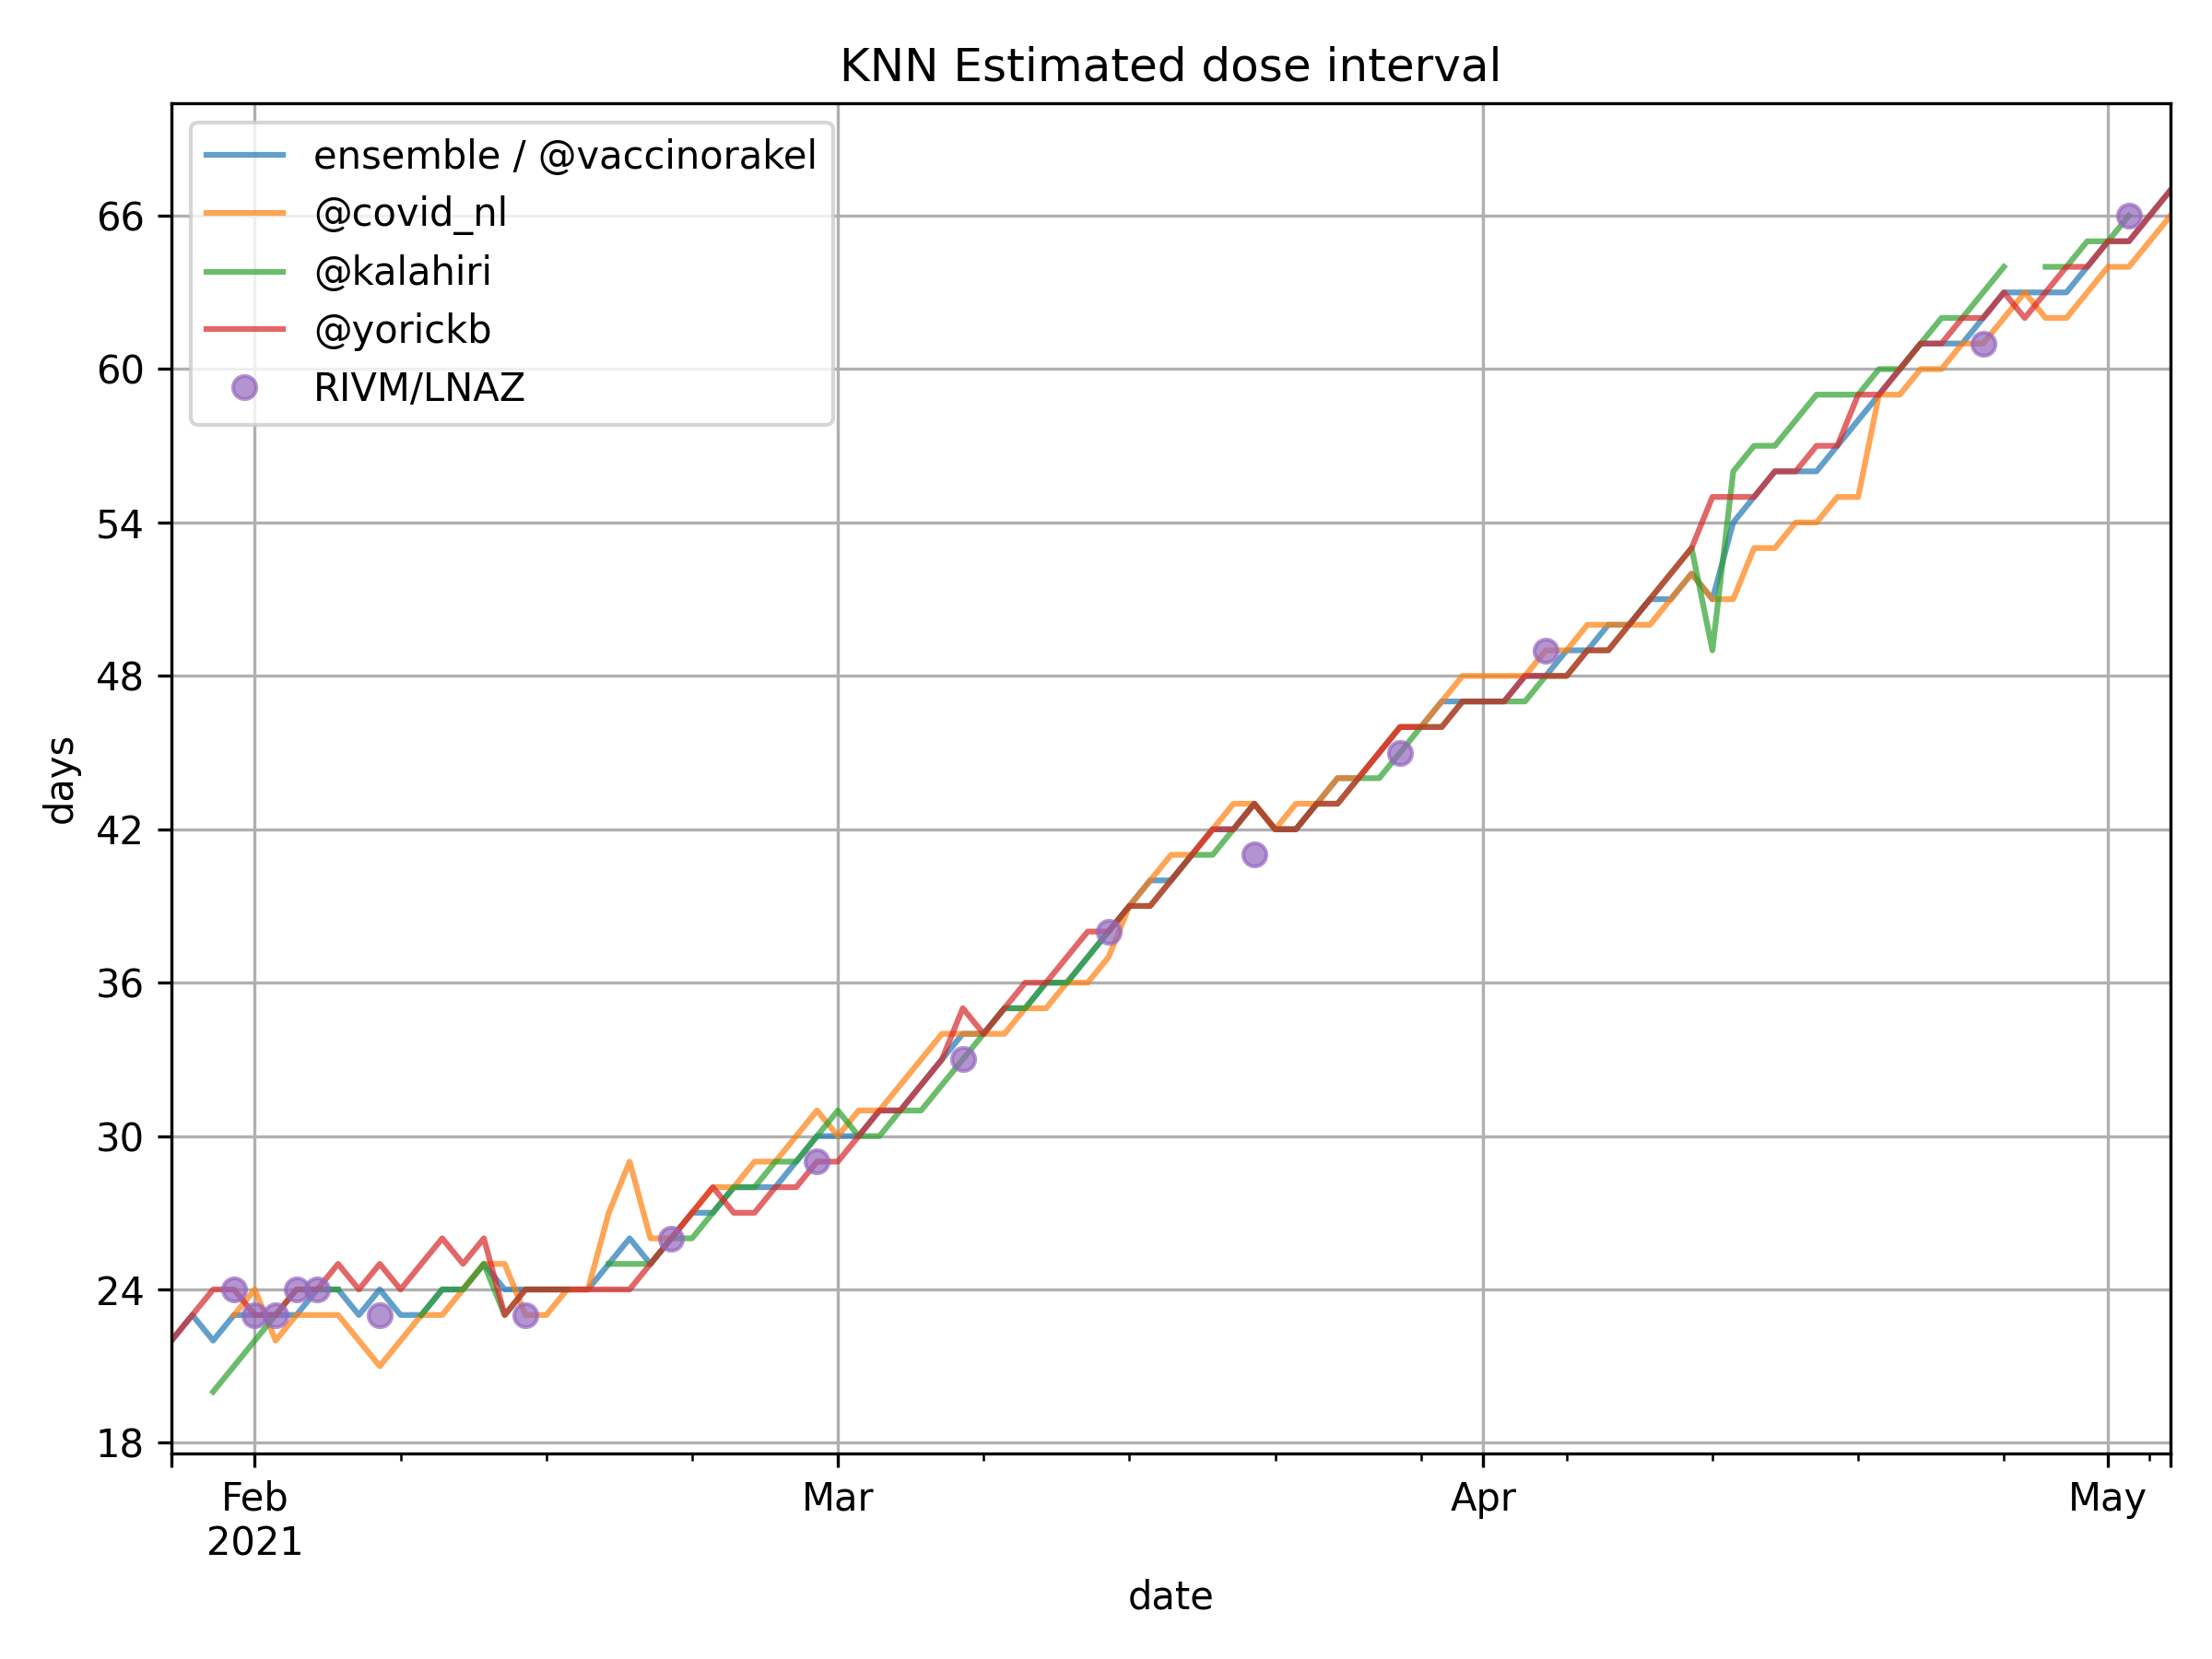 KNN Estimated dose interval
ensemble / @vaccinorakel
@covid_nl
@kalahiri
@yorickb
RIVM/LNAZ
66
60
54
48
42
36
30
24
18
days
Feb
2021
Mar
Apr
May
date